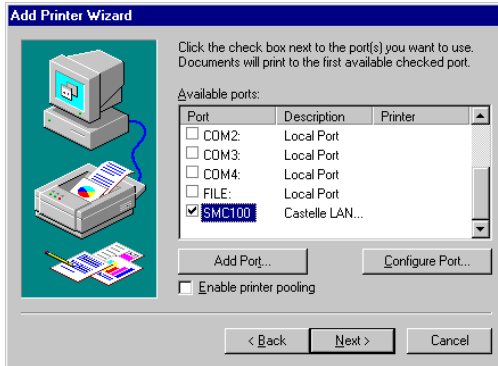 Add Printer Wizard
Click the check box next to the port(s) you want to use.
Documents will print to the first available checked port.
Available ports:
Port Description Printer
COM2: Local Port
COM3: Local Port
COM4: Local Port
FILE: Local Port
SMC100 Castelle LAN...
Add Port... Configure Port...
Enable printer pooling
< Back Next > Cancel